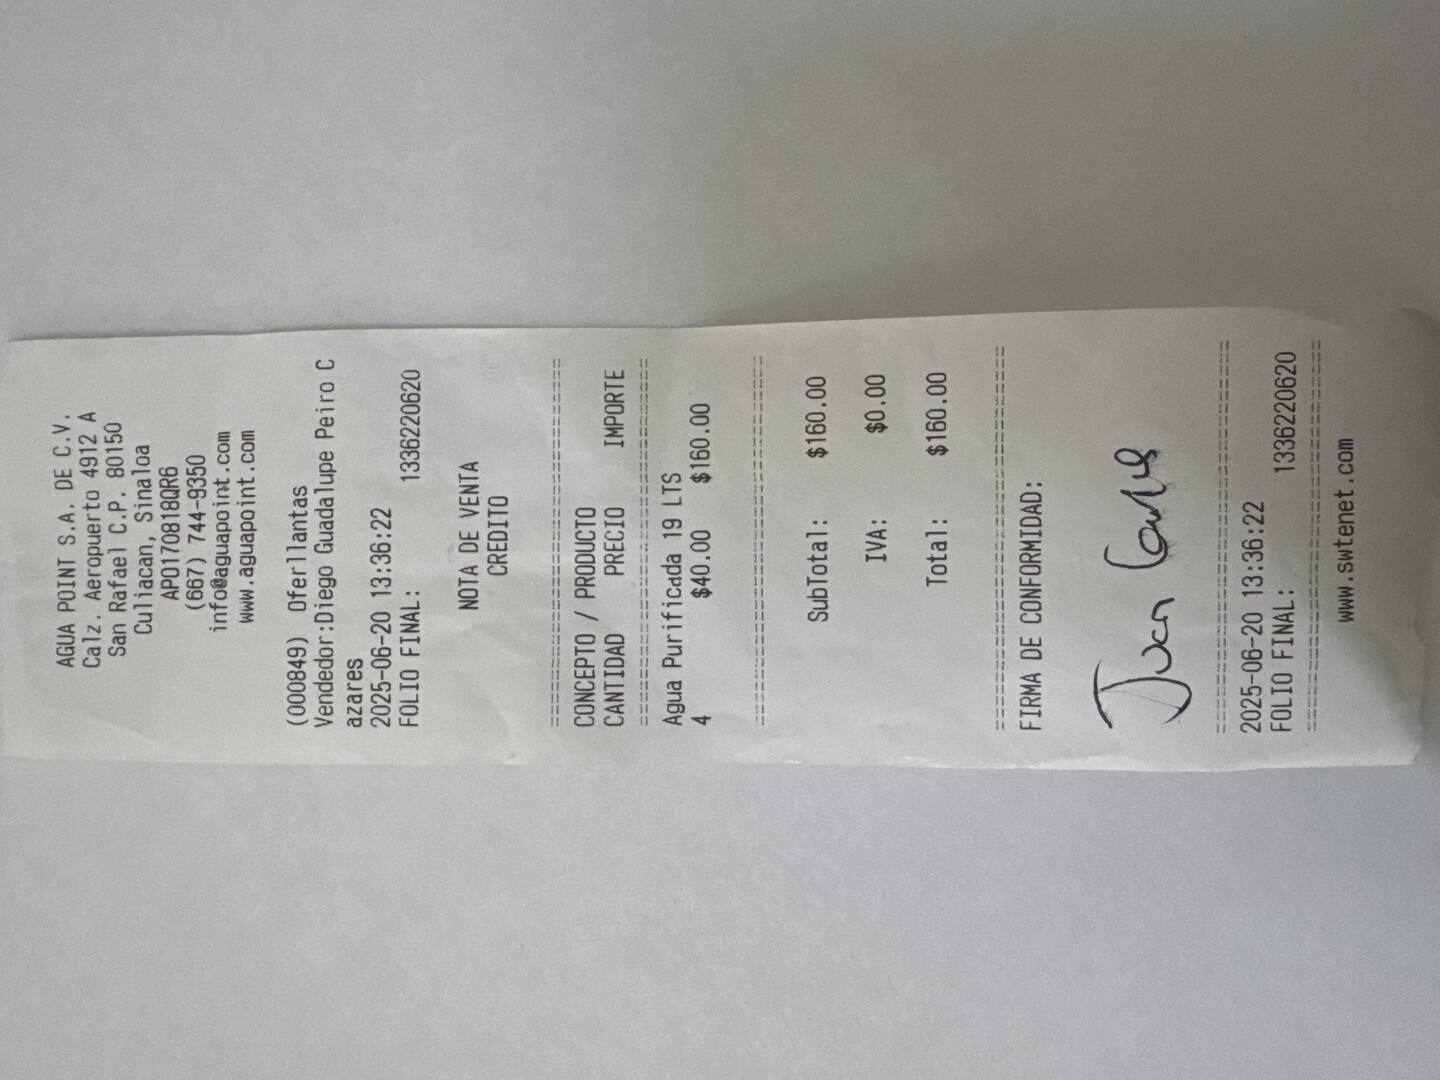 AGUA POINT S.A. DE C.V.
Calz. Aeropuerto 4912 A
San Rafael C.P. 80150
Culiacan, Sinaloa
APO170818QR6
(667) 744-9350
info@aguapoint.com
www.aguapoint.com
(000849) Oferllantas
Vendedor:Diego Guadalupe Peiro C
azares
2025-06-20 13:36:22
FOLIO FINAL: 1336220620
NOTA DE VENTA
CREDITO
================================
CONCEPTO / PRODUCTO
CANTIDAD PRECIO IMPORTE
================================
Agua Purificada 19 LTS
4 $40.00 $160.00
================================
SubTotal: $160.00
IVA: $0.00
Total: $160.00
================================
FIRMA DE CONFORMIDAD:
Juan
================================
2025-06-20 13:36:22
FOLIO FINAL: 1336220620
================================
www.swtenet.com